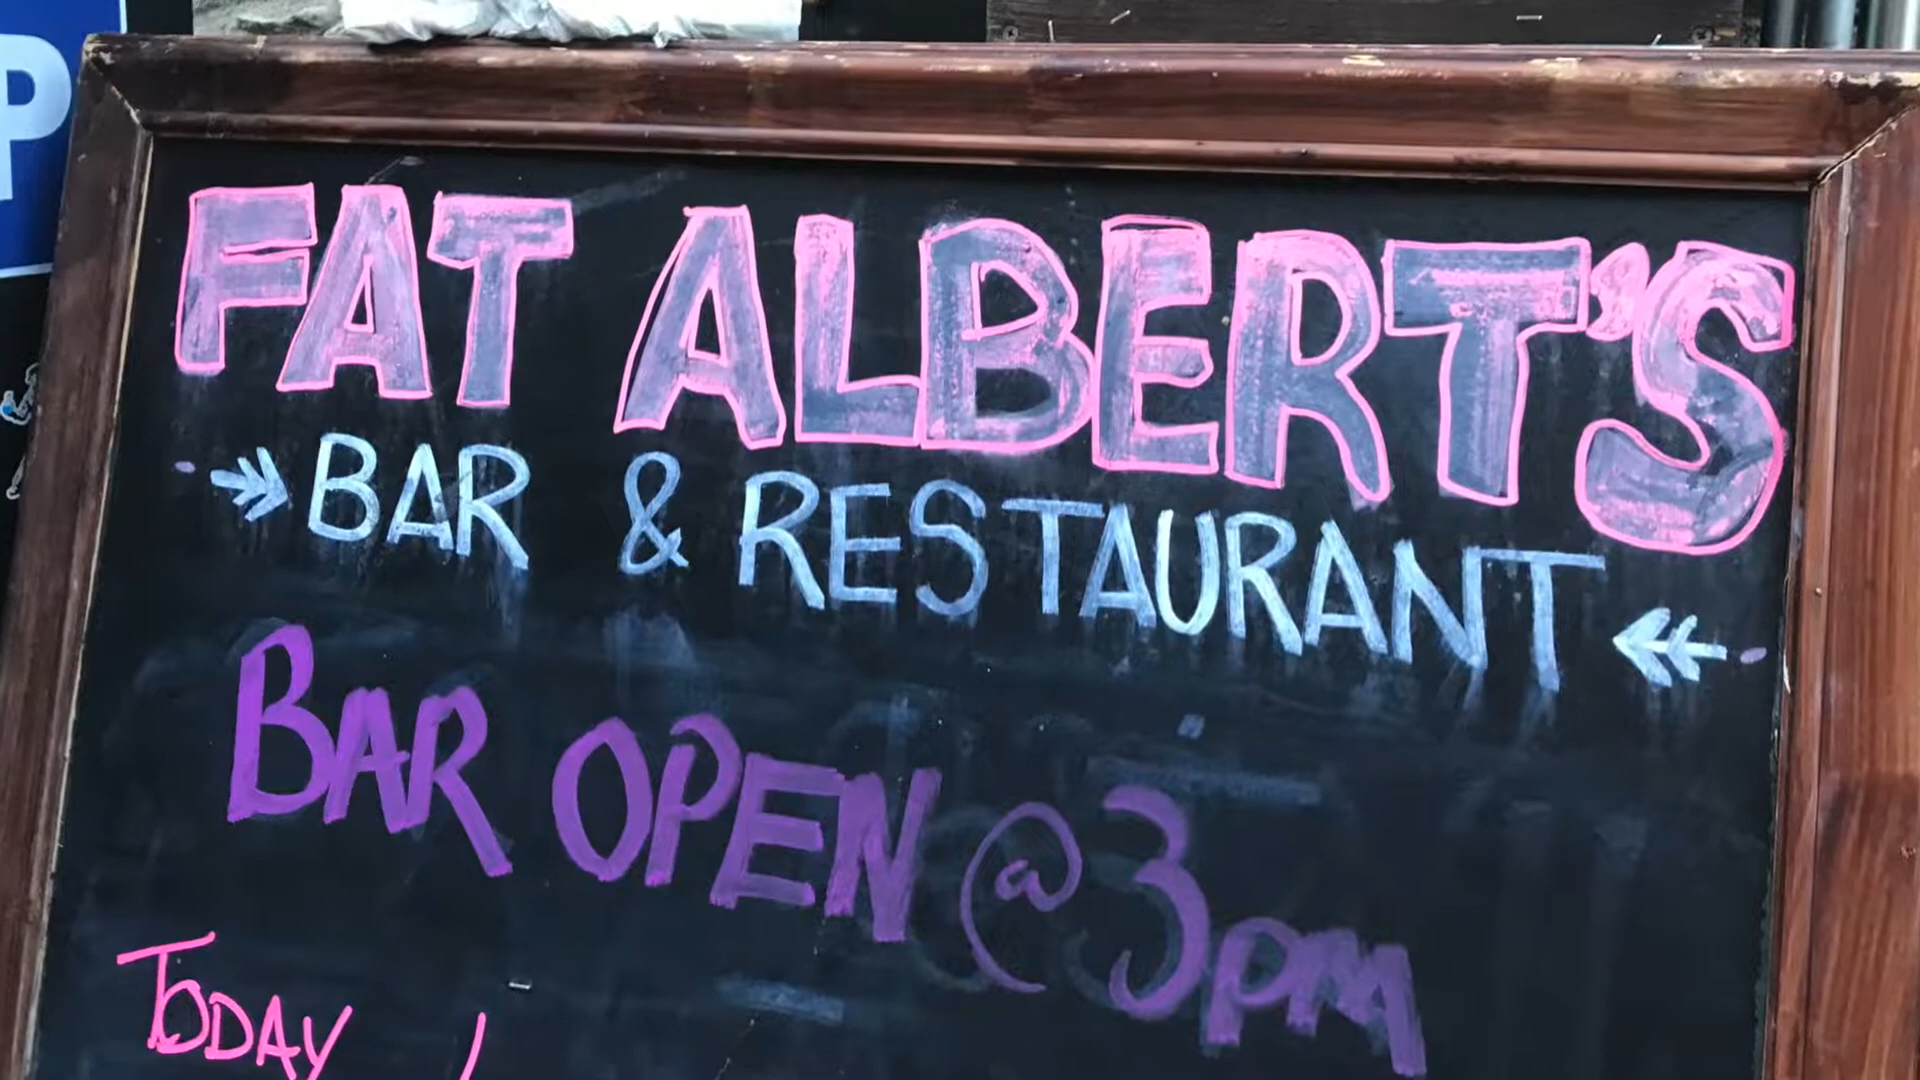 P
FAT ALBERT'S
BAR & RESTAURANT
BAR OPEN @ 3PM
TODAY